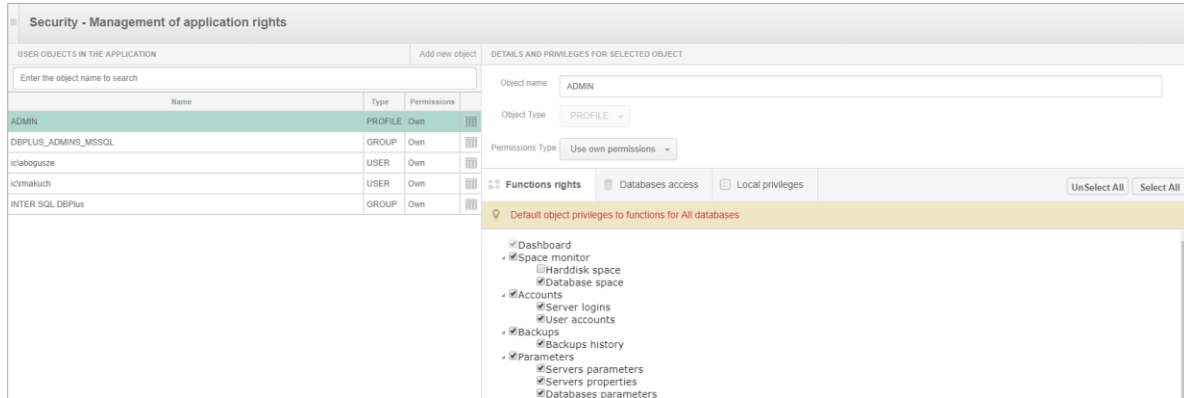 Security - Management of application rights
USER OBJECTS IN THE APPLICATION
Add new object
Enter the object name to search
Name Type Permissions
ADMIN PROFILE Own
DBPLUS_ADMINS_MSSQL GROUP Own
ic\abogusze USER Own
ic\rmakuch USER Own
INTER SQL DBPlus GROUP Own
DETAILS AND PRIVILEGES FOR SELECTED OBJECT
Object name ADMIN
Object Type PROFILE
Permissions Type Use own permissions
Functions rights Databases access Local privileges UnSelect All Select All
Default object privileges to functions for All databases
Dashboard
Space monitor
Harddisk space
Database space
Accounts
Server logins
User accounts
Backups
Backups history
Parameters
Servers parameters
Servers properties
Databases parameters